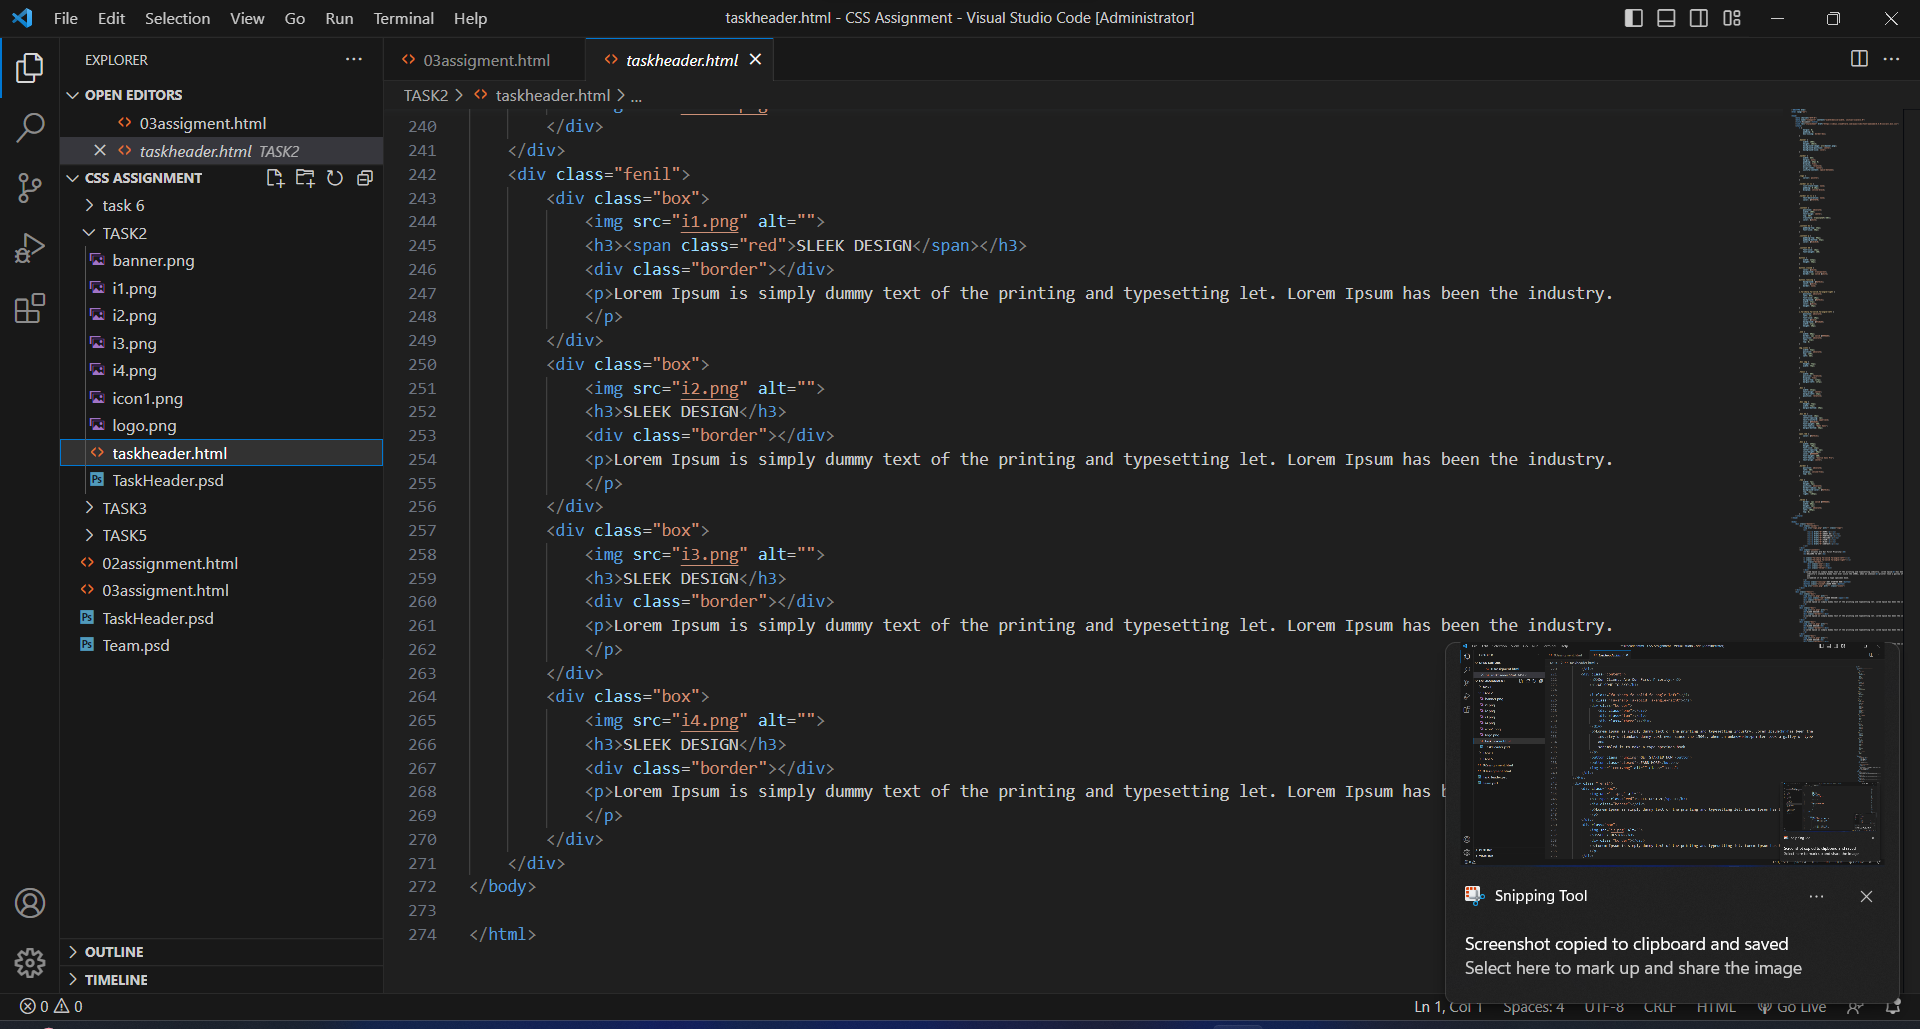 File Edit Selection View Go Run Terminal Help
taskheader.html - CSS Assignment - Visual Studio Code [Administrator]
EXPLORER
OPEN EDITORS
03assigment.html
taskheader.html TASK2
CSS ASSIGNMENT
task 6
TASK2
banner.png
i1.png
i2.png
i3.png
i4.png
icon1.png
logo.png
taskheader.html
TaskHeader.psd
TASK3
TASK5
02assignment.html
03assigment.html
TaskHeader.psd
Team.psd
OUTLINE
TIMELINE
03assigment.html
taskheader.html
TASK2 > taskheader.html > ...
240 </div>
241 </div>
242 <div class="fenil">
243 <div class="box">
244 <img src="i1.png" alt="">
245 <h3><span class="red">SLEEK DESIGN</span></h3>
246 <div class="border"></div>
247 <p>Lorem Ipsum is simply dummy text of the printing and typesetting let. Lorem Ipsum has been the industry.
248 </p>
249 </div>
250 <div class="box">
251 <img src="i2.png" alt="">
252 <h3>SLEEK DESIGN</h3>
253 <div class="border"></div>
254 <p>Lorem Ipsum is simply dummy text of the printing and typesetting let. Lorem Ipsum has been the industry.
255 </p>
256 </div>
257 <div class="box">
258 <img src="i3.png" alt="">
259 <h3>SLEEK DESIGN</h3>
260 <div class="border"></div>
261 <p>Lorem Ipsum is simply dummy text of the printing and typesetting let. Lorem Ipsum has been the industry.
262 </p>
263 </div>
264 <div class="box">
265 <img src="i4.png" alt="">
266 <h3>SLEEK DESIGN</h3>
267 <div class="border"></div>
268 <p>Lorem Ipsum is simply dummy text of the printing and typesetting let. Lorem Ipsum has b
269 </p>
270 </div>
271 </div>
272 </body>
273
274 </html>
Snipping Tool
Screenshot copied to clipboard and saved
Select here to mark up and share the image
0 0
Ln 1, Col 1 Spaces: 4 UTF-8 CRLF HTML Go Live